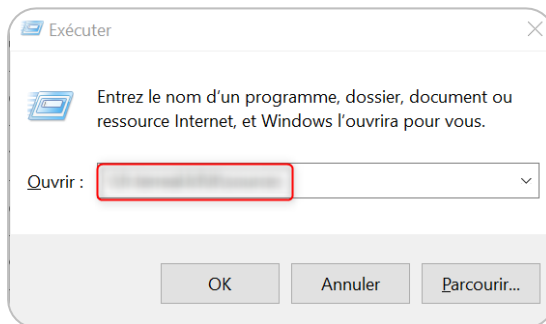 Exécuter
Entrez le nom d’un programme, dossier, document ou
ressource Internet, et Windows l’ouvrira pour vous.
Ouvrir :
OK Annuler Parcourir...